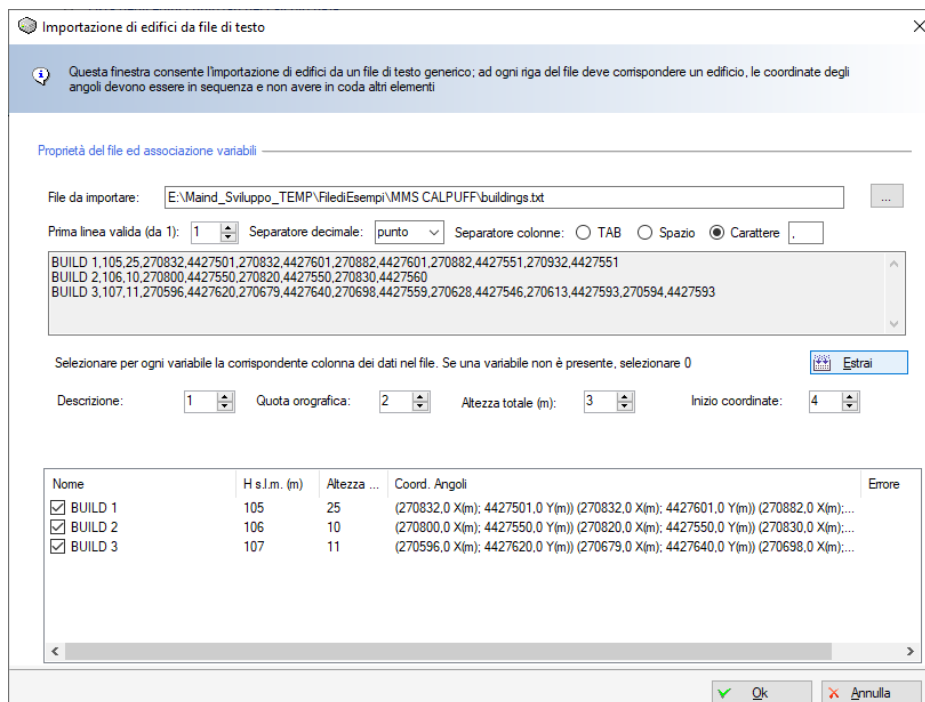 Importazione di edifici da file di testo
Questa finestra consente l'importazione di edifici da un file di testo generico; ad ogni riga del file deve corrispondere un edificio, le coordinate degli
angoli devono essere in sequenza e non avere in coda altri elementi
Proprietà del file ed associazione variabili
File da importare: E:\Maind_Sviluppo_TEMP\FilediEsempi\MMS CALPUFF\buildings.txt ...
Prima linea valida (da 1): 1 Separatore decimale: punto Separatore colonne: TAB Spazio Carattere ,
BUILD 1,105,25,270832,4427501,270832,4427601,270882,4427601,270882,4427551,270932,4427551
BUILD 2,106,10,270800,4427550,270820,4427550,270830,4427560
BUILD 3,107,11,270596,4427620,270679,4427640,270698,4427559,270628,4427546,270613,4427593,270594,4427593
Selezionare per ogni variabile la corrispondente colonna dei dati nel file. Se una variabile non è presente, selezionare 0 Estrai
Descrizione: 1 Quota orografica: 2 Altezza totale (m): 3 Inizio coordinate: 4
Nome H s.l.m. (m) Altezza ... Coord. Angoli Errore
BUILD 1 105 25 (270832,0 X(m); 4427501,0 Y(m)) (270832,0 X(m); 4427601,0 Y(m)) (270882,0 X(m);...
BUILD 2 106 10 (270800,0 X(m); 4427550,0 Y(m)) (270820,0 X(m); 4427550,0 Y(m)) (270830,0 X(m);...
BUILD 3 107 11 (270596,0 X(m); 4427620,0 Y(m)) (270679,0 X(m); 4427640,0 Y(m)) (270698,0 X(m);...
Ok Annulla